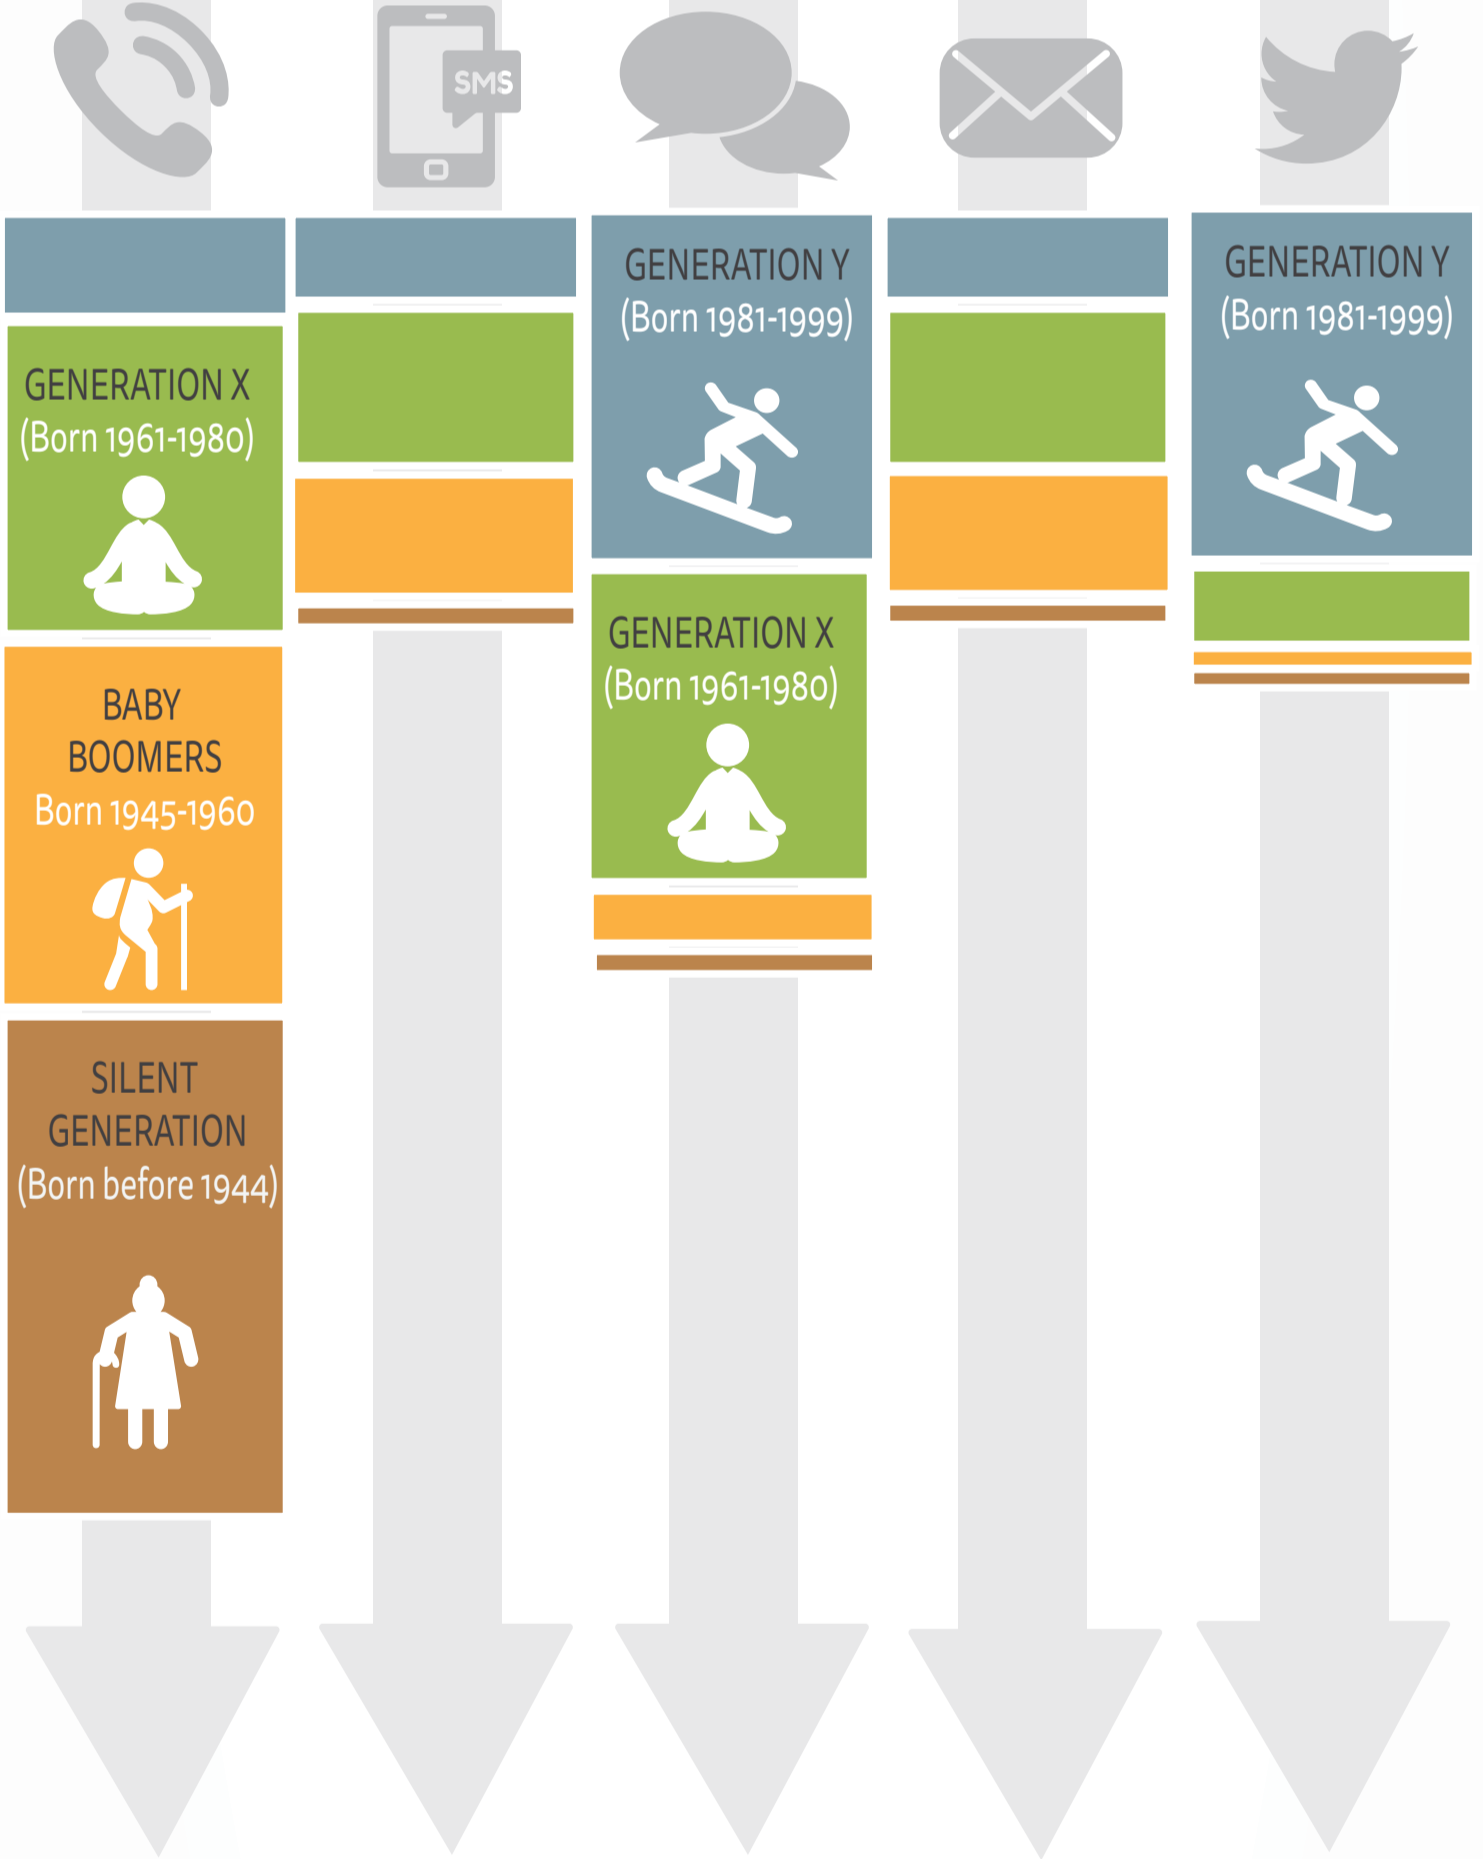 SMS
GENERATION X
(Born 1961-1980)
BABY
BOOMERS
Born 1945-1960
SILENT
GENERATION
(Born before 1944)
GENERATION Y
(Born 1981-1999)
GENERATION X
(Born 1961-1980)
GENERATION Y
(Born 1981-1999)